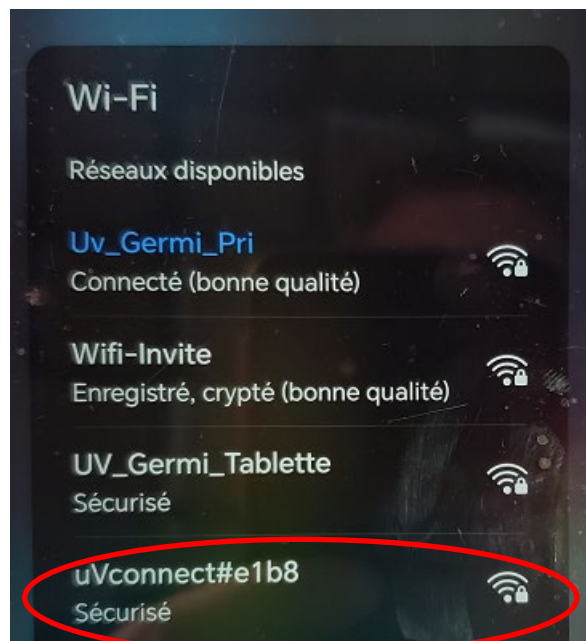 Wi-Fi
Réseaux disponibles
Uv_Germi_Pri
Connecté (bonne qualité)
Wifi-Invite
Enregistré, crypté (bonne qualité)
UV_Germi_Tablette
Sécurisé
uVconnect#e1b8
Sécurisé